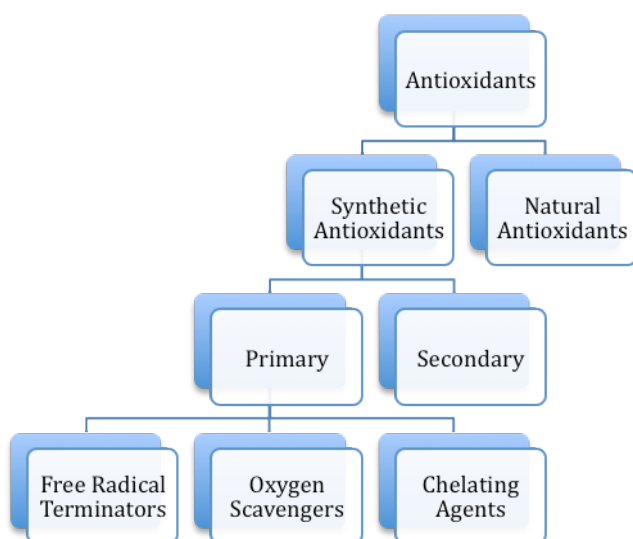 Antioxidants
Synthetic
Antioxidants
Natural
Antioxidants
Primary
Secondary
Free Radical
Terminators
Oxygen
Scavengers
Chelating
Agents